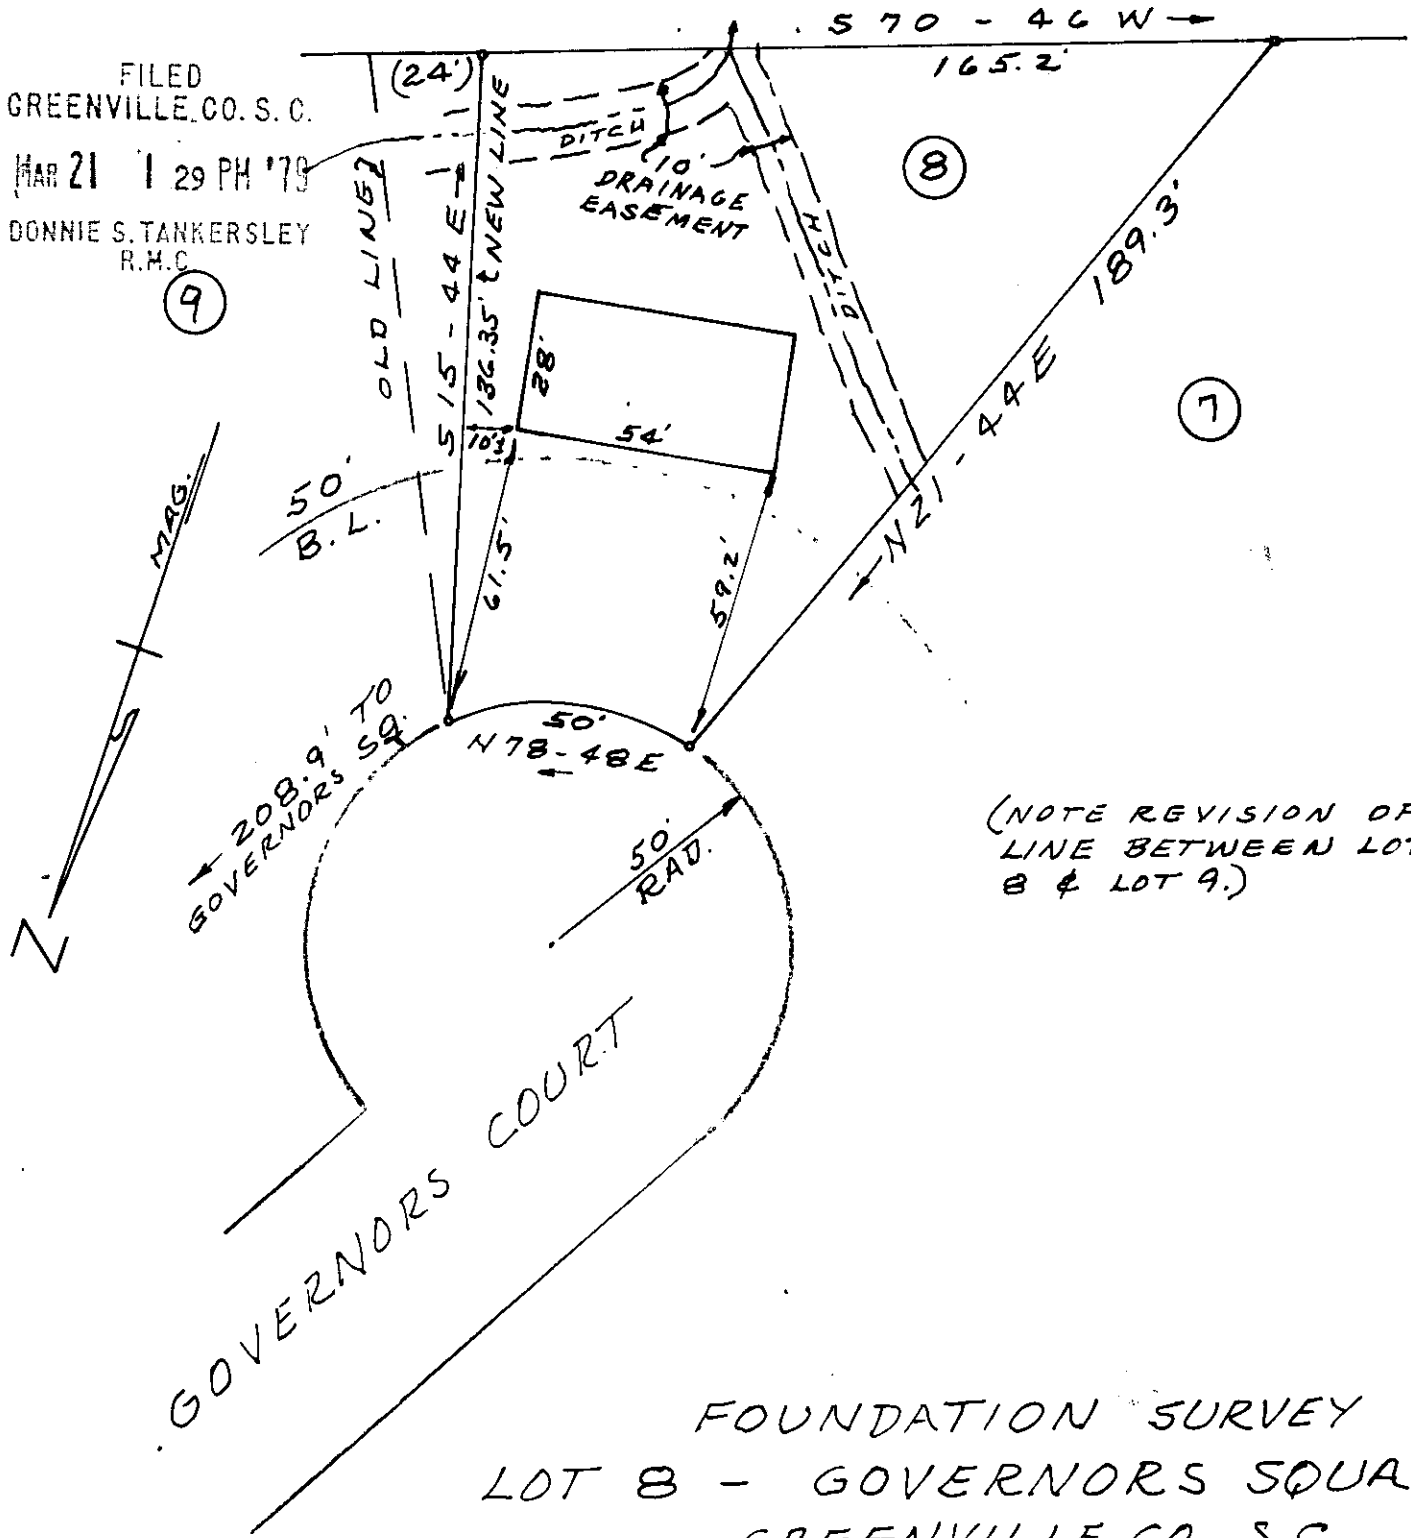 S 70 - 46 W
165.2'
FILED
GREENVILLE.CO. S. C.
MAR 21 1 29 PM '79
DONNIE S. TANKERSLEY
R.M.C.
(24')
OLD LINE
S 15 - 44 E
136.35' t NEW LINE
DITCH
10'
DRAINAGE
EASEMENT
DITCH
8
9
7
189.3'
N 21 - 44 E
28'
54'
10'±
50'
B. L.
61.5'
59.2'
MAG.
N
208.9' TO
GOVERNORS SQ.
50'
N 78 - 48 E
50'
RAD.
(NOTE REVISION OF
LINE BETWEEN LOT
8 & LOT 9.)
GOVERNORS COURT
FOUNDATION SURVEY
LOT 8 - GOVERNORS SQUA
GREENVILLE CO. S.C.